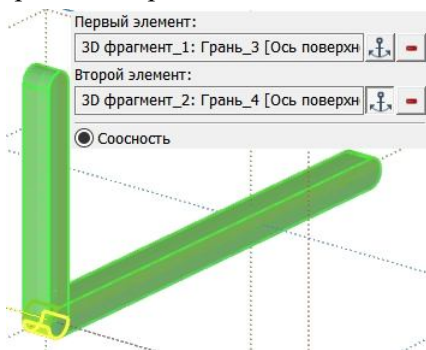 Первый элемент:
3D фрагмент_1: Грань_3 [Ось поверхн
Второй элемент:
3D фрагмент_2: Грань_4 [Ось поверхн
Соосность